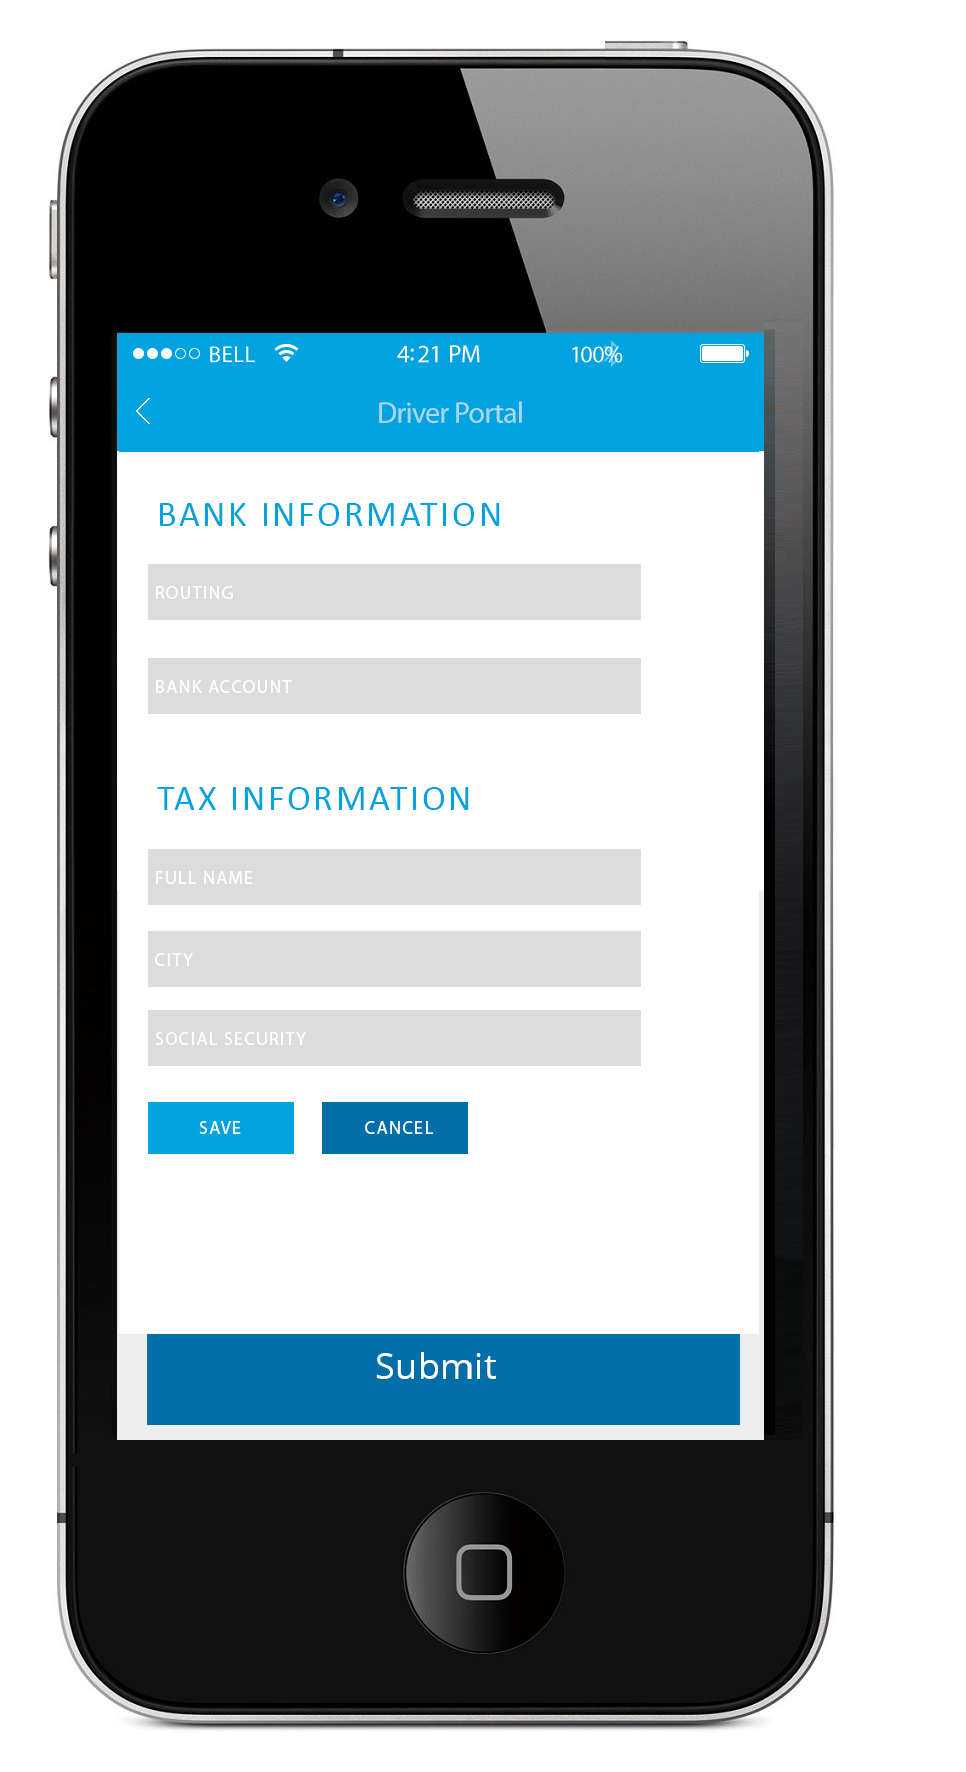 BELL 4:21 PM 100%
Driver Portal
BANK INFORMATION
ROUTING
BANK ACCOUNT
TAX INFORMATION
FULL NAME
CITY
SOCIAL SECURITY
SAVE CANCEL
Submit